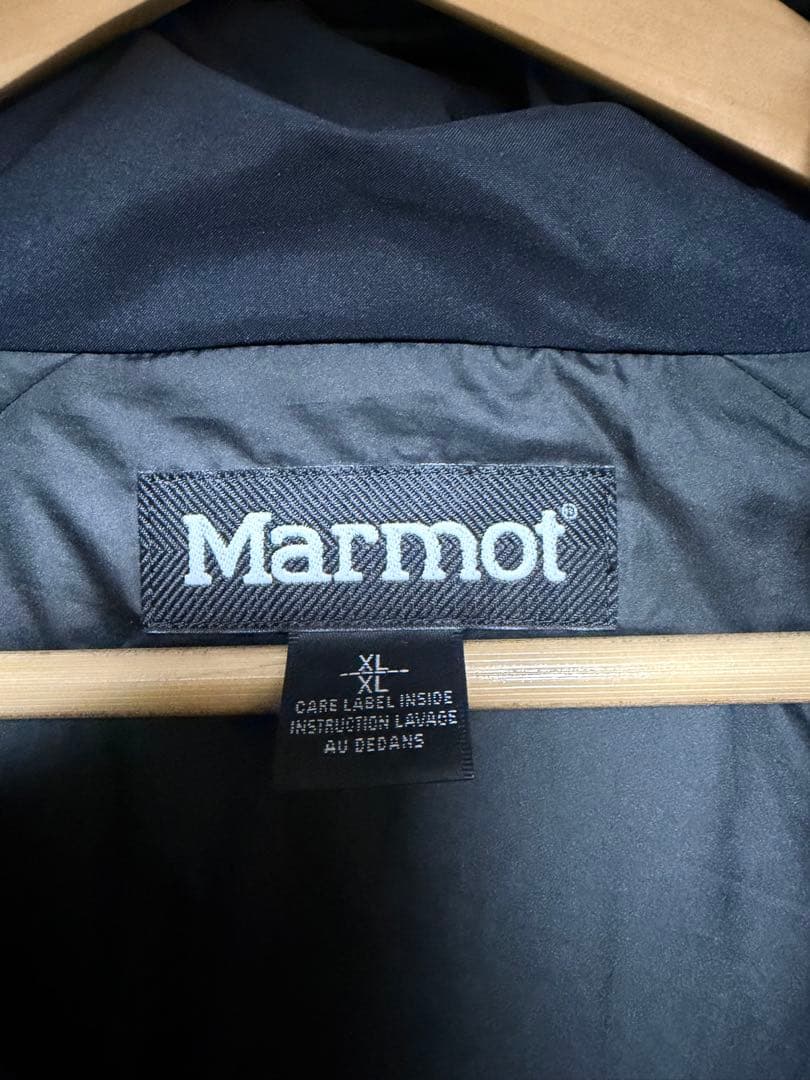 Marmot®
XL
XL
CARE LABEL INSIDE
INSTRUCTION LAVAGE
AU DEDANS